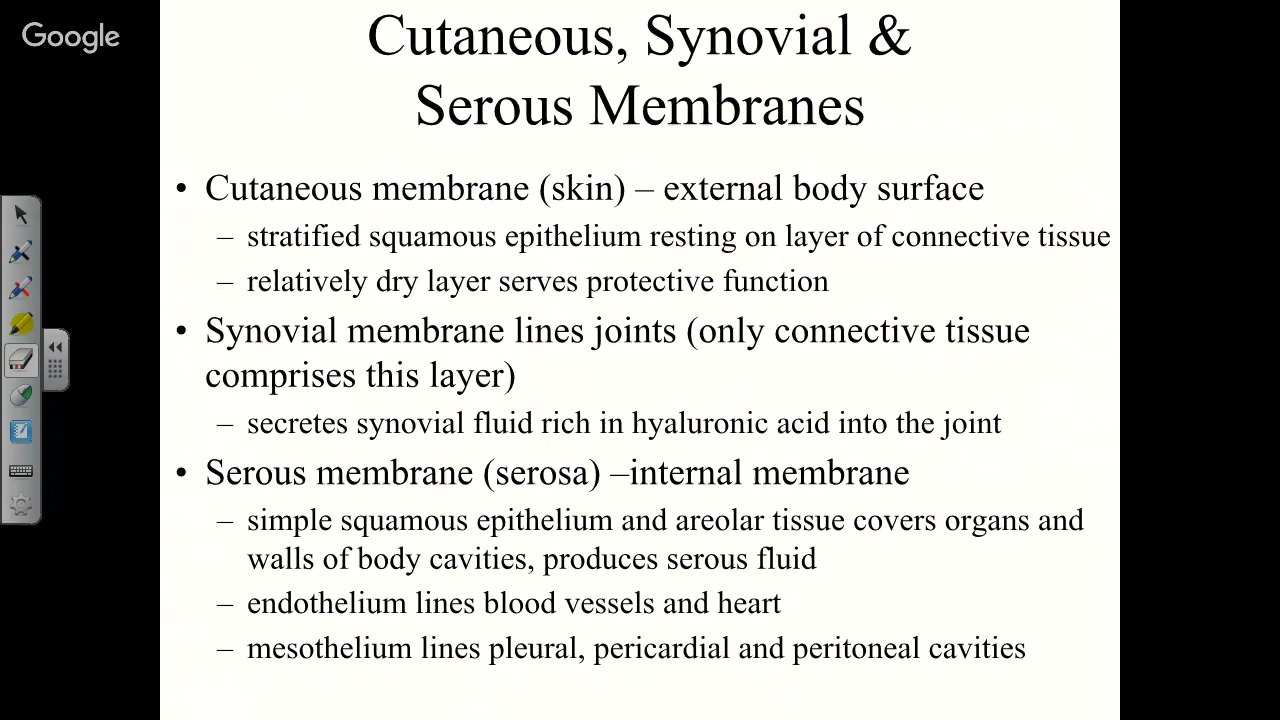 Google
Cutaneous, Synovial &
Serous Membranes
• Cutaneous membrane (skin) – external body surface
– stratified squamous epithelium resting on layer of connective tissue
– relatively dry layer serves protective function
• Synovial membrane lines joints (only connective tissue
comprises this layer)
– secretes synovial fluid rich in hyaluronic acid into the joint
• Serous membrane (serosa) –internal membrane
– simple squamous epithelium and areolar tissue covers organs and
walls of body cavities, produces serous fluid
– endothelium lines blood vessels and heart
– mesothelium lines pleural, pericardial and peritoneal cavities